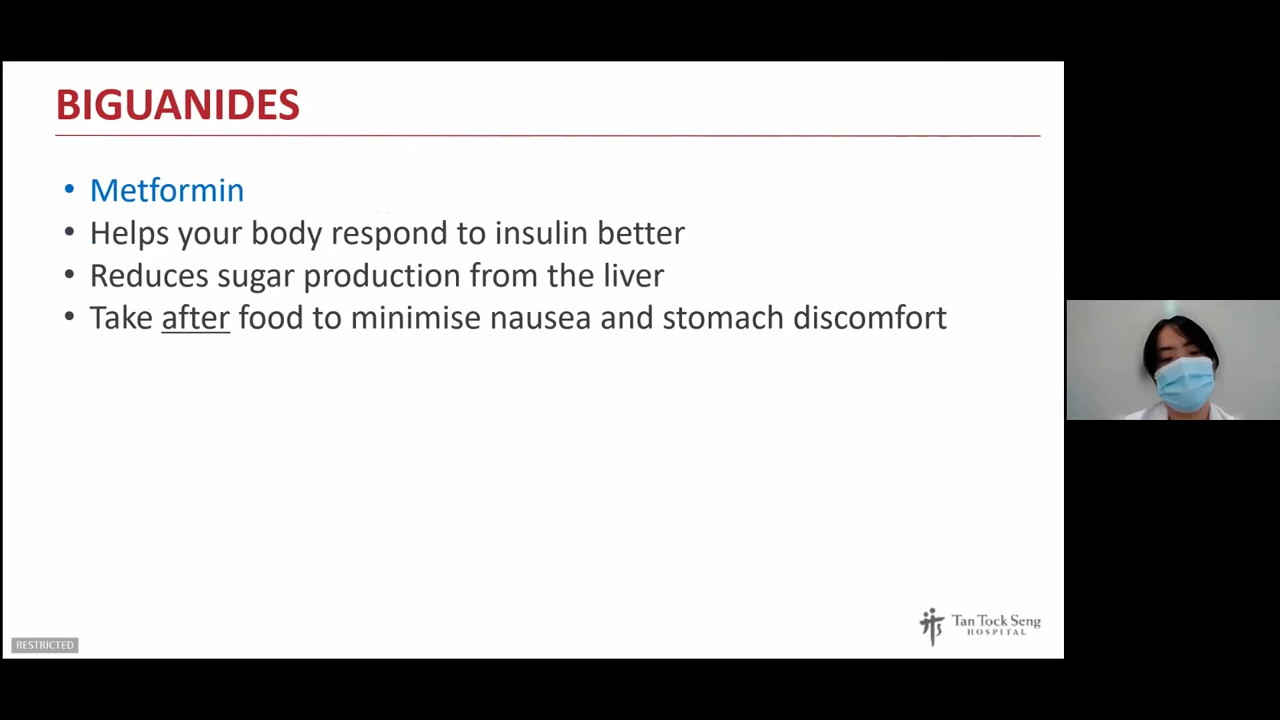 BIGUANIDES
• Metformin
• Helps your body respond to insulin better
• Reduces sugar production from the liver
• Take after food to minimise nausea and stomach discomfort
Tan Tock Seng
HOSPITAL
RESTRICTED